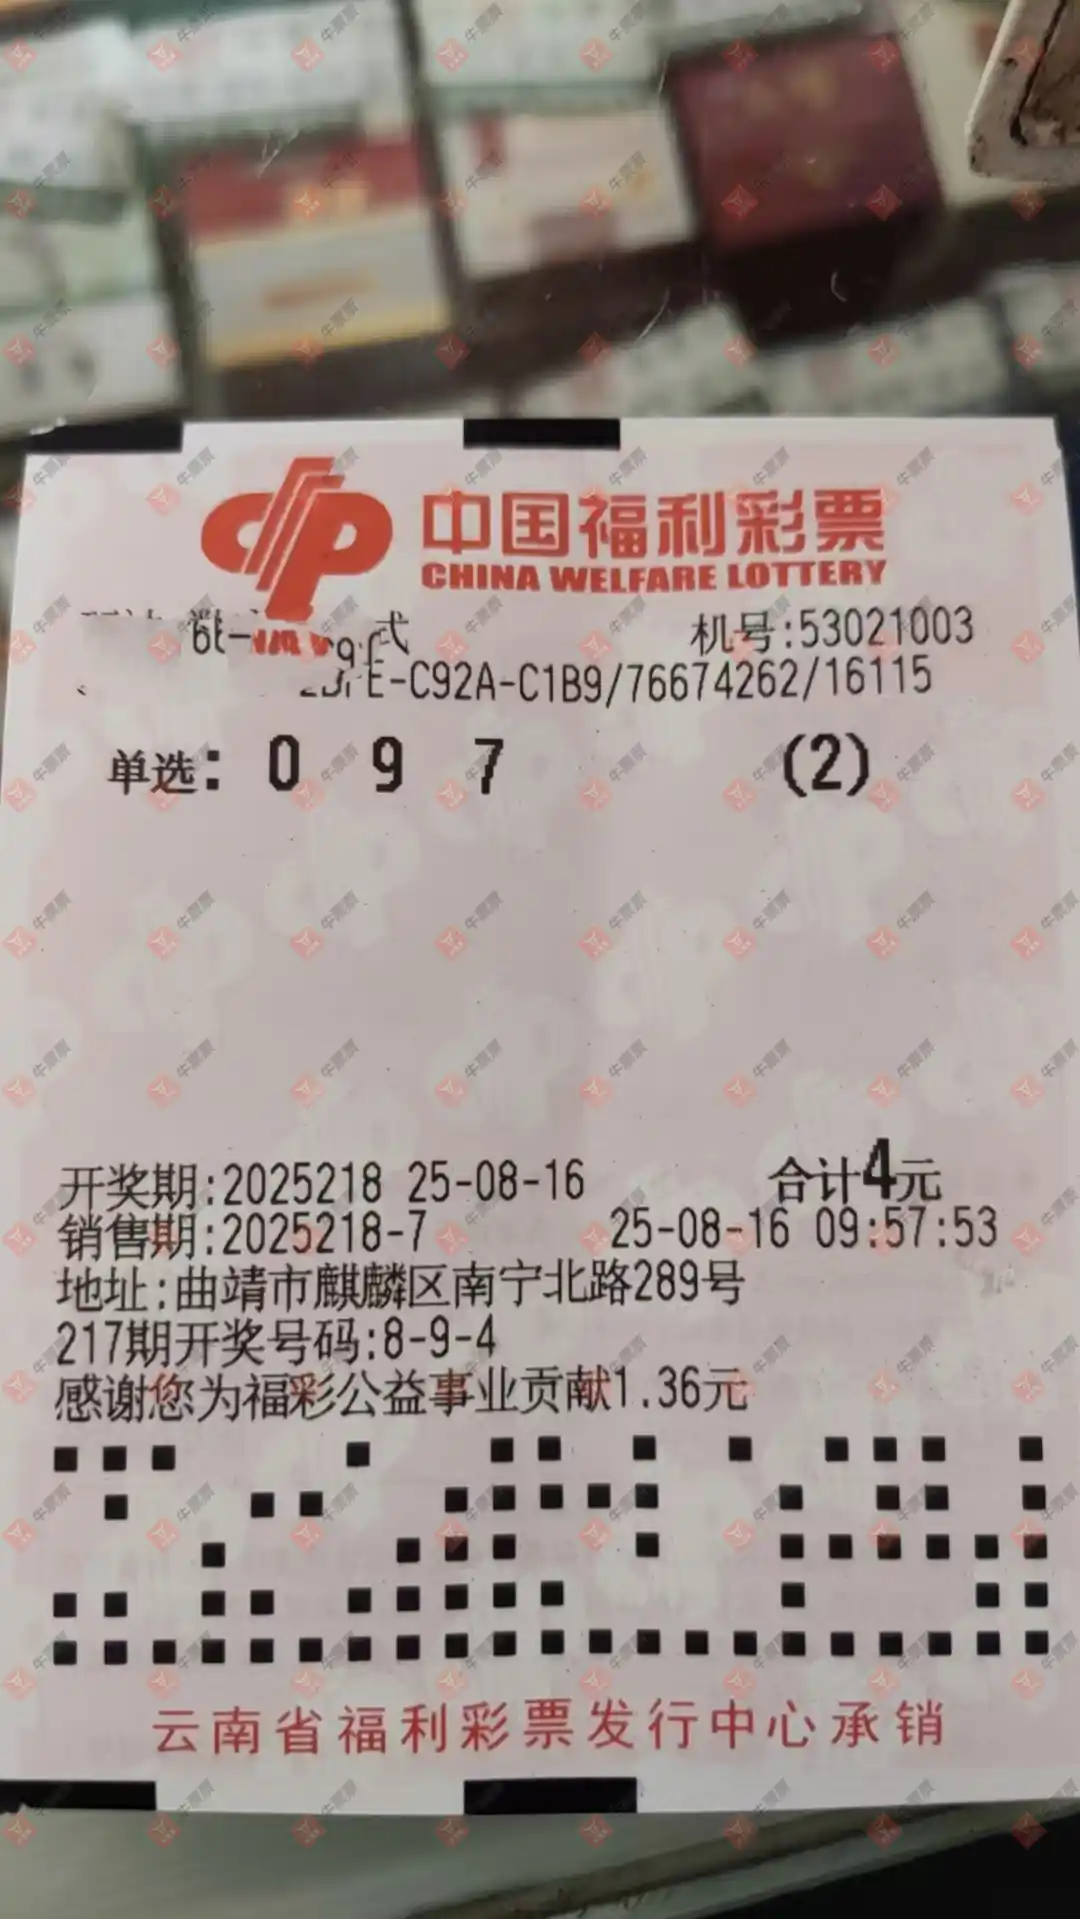 中国福利彩票
CHINA WELFARE LOTTERY
式 机号:53021003
E-C92A-C1B9/76674262/16115
单选: 0 9 7 (2)
开奖期:2025218 25-08-16 合计4元
销售期:2025218-7 25-08-16 09:57:53
地址:曲靖市麒麟区南宁北路289号
217期开奖号码:8-9-4
感谢您为福彩公益事业贡献1.36元
云南省福利彩票发行中心承销
牛票票